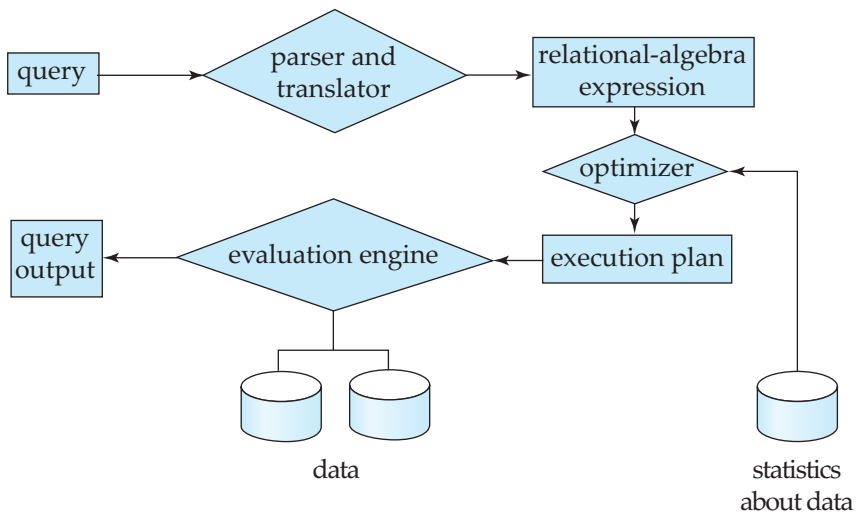 query
parser and
translator
relational-algebra
expression
optimizer
query
output
evaluation engine
execution plan
data
statistics
about data